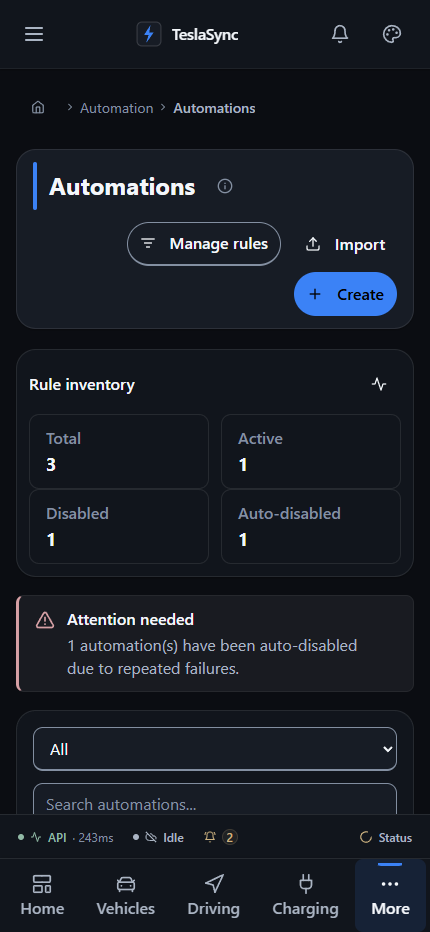 TeslaSync
Automation
Automations
Automations
Manage rules
Import
Create
Rule inventory
Total
3
Active
1
Disabled
1
Auto-disabled
1
Attention needed
1 automation(s) have been auto-disabled
due to repeated failures.
All
Search automations...
API · 243ms
Idle
2
Status
Home
Vehicles
Driving
Charging
More